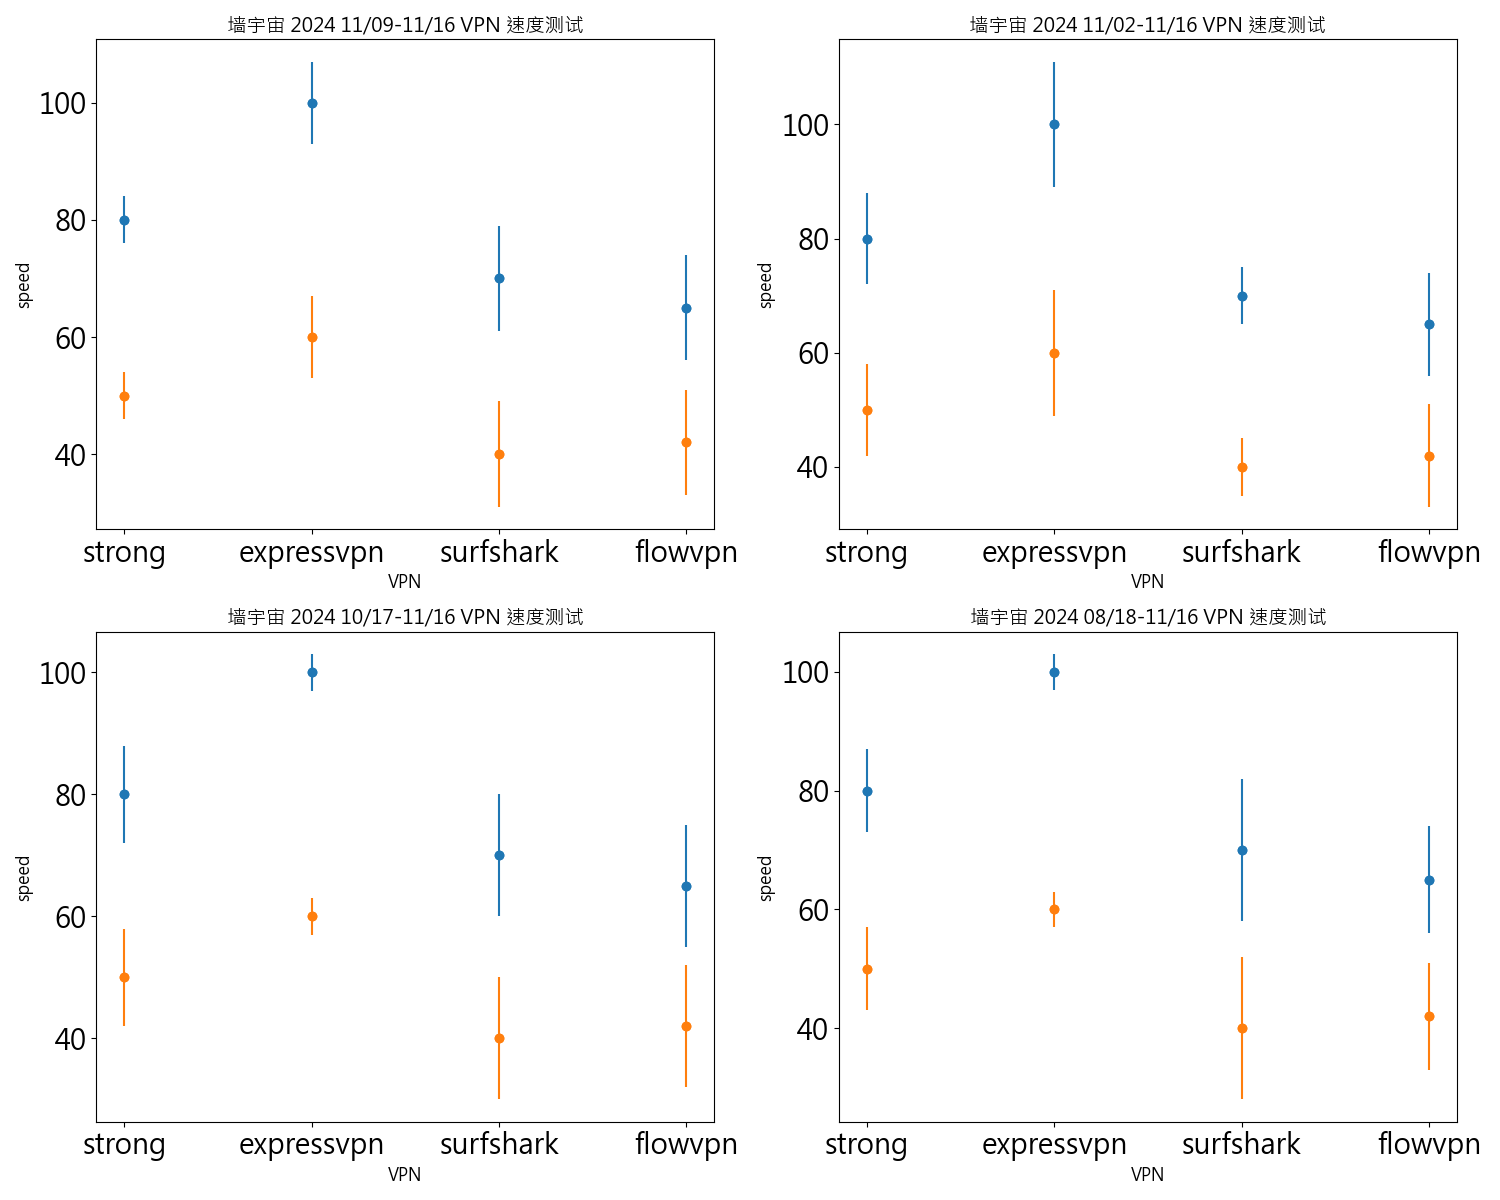 墙宇宙 2024 11/09-11/16 VPN 速度测试
100
80
60
40
speed
strong expressvpn surfshark flowvpn
VPN
墙宇宙 2024 11/02-11/16 VPN 速度测试
100
80
60
40
speed
strong expressvpn surfshark flowvpn
VPN
墙宇宙 2024 10/17-11/16 VPN 速度测试
100
80
60
40
speed
strong expressvpn surfshark flowvpn
VPN
墙宇宙 2024 08/18-11/16 VPN 速度测试
100
80
60
40
speed
strong expressvpn surfshark flowvpn
VPN